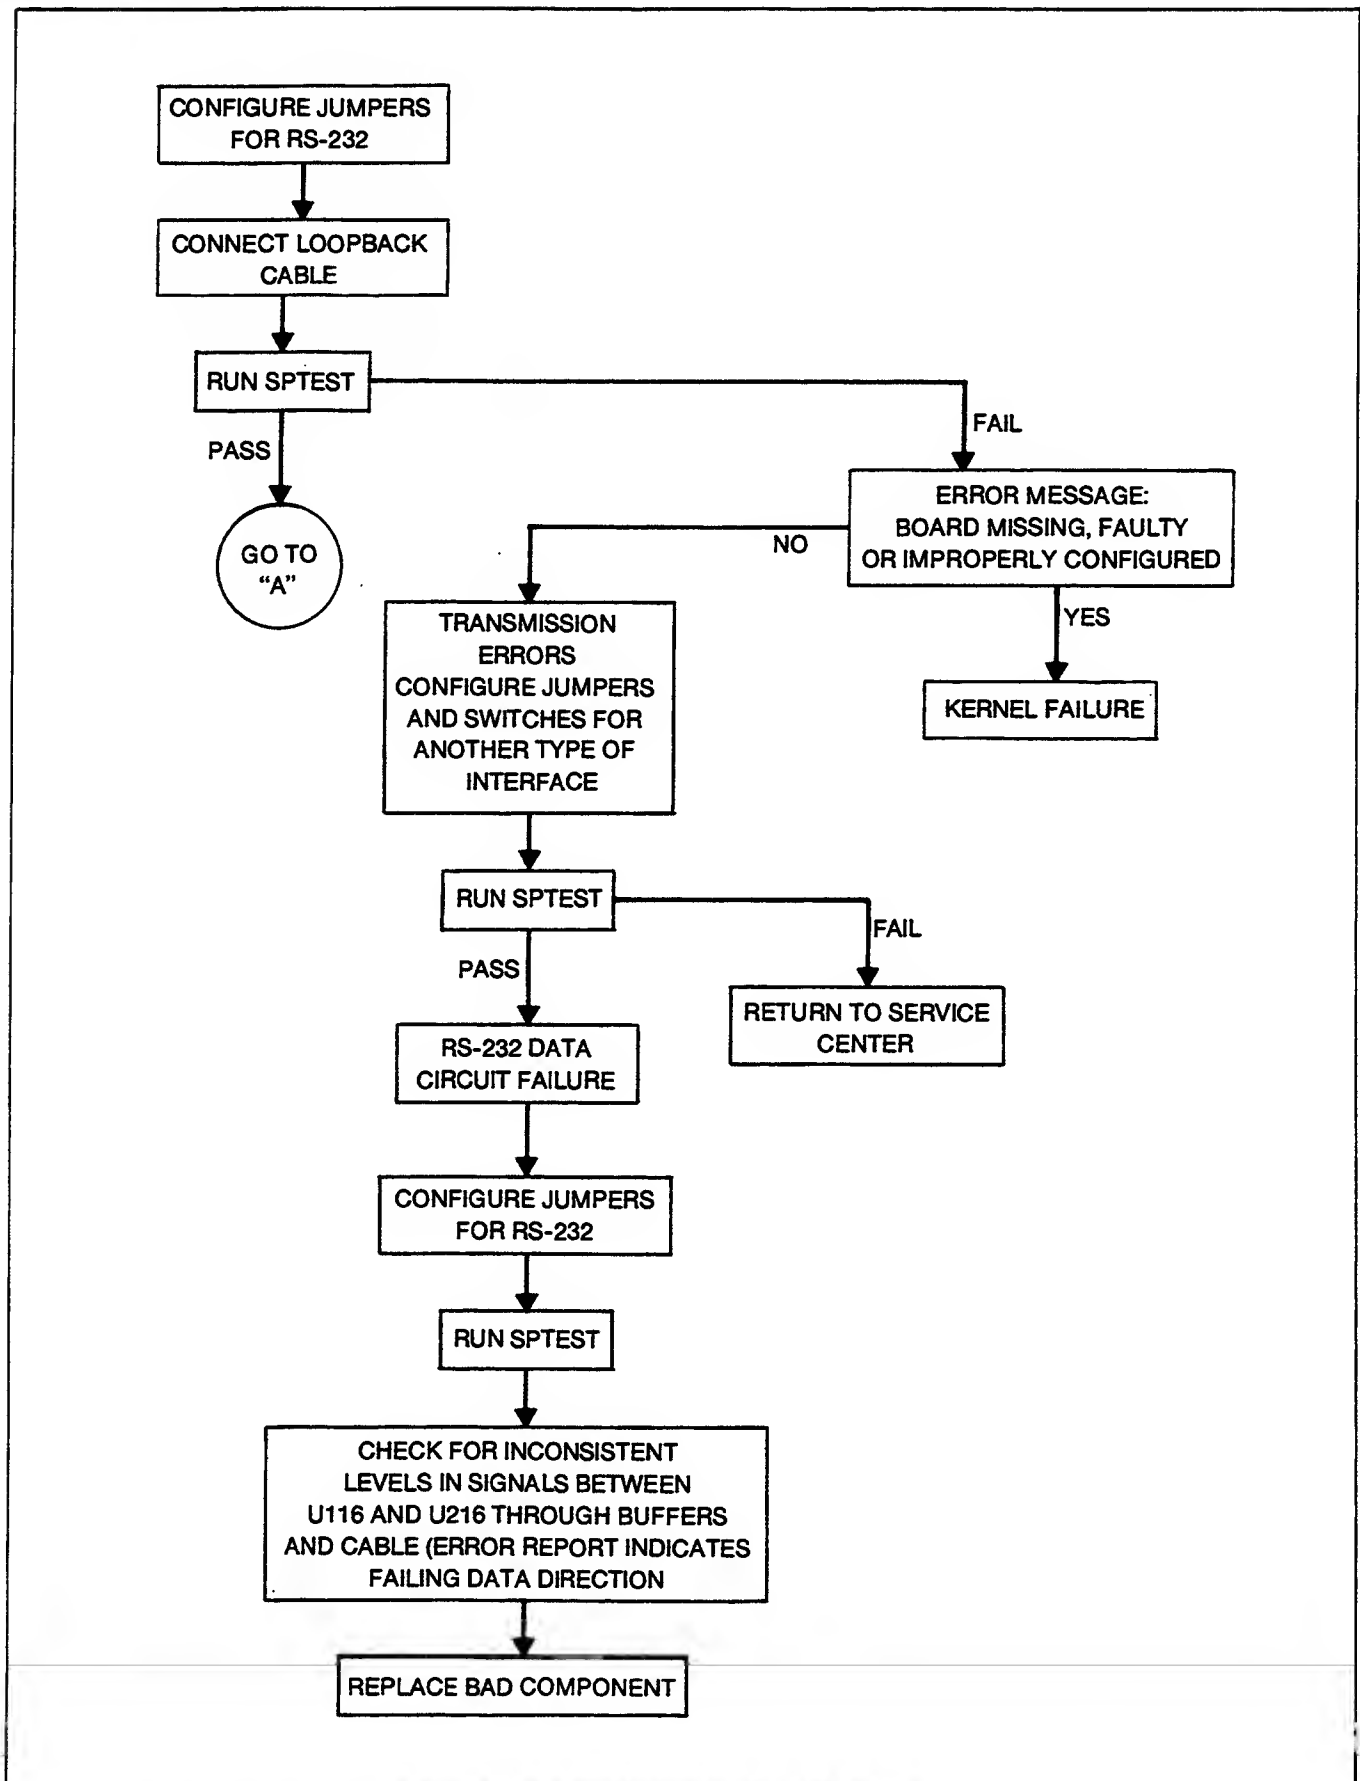 CONFIGURE JUMPERS
FOR RS-232
CONNECT LOOPBACK
CABLE
RUN SPTEST
FAIL
PASS
ERROR MESSAGE:
BOARD MISSING, FAULTY
OR IMPROPERLY CONFIGURED
NO
GO TO
“A”
YES
TRANSMISSION
ERRORS
CONFIGURE JUMPERS
AND SWITCHES FOR
ANOTHER TYPE OF
INTERFACE
KERNEL FAILURE
RUN SPTEST
FAIL
PASS
RETURN TO SERVICE
CENTER
RS-232 DATA
CIRCUIT FAILURE
CONFIGURE JUMPERS
FOR RS-232
RUN SPTEST
CHECK FOR INCONSISTENT
LEVELS IN SIGNALS BETWEEN
U116 AND U216 THROUGH BUFFERS
AND CABLE (ERROR REPORT INDICATES
FAILING DATA DIRECTION
REPLACE BAD COMPONENT